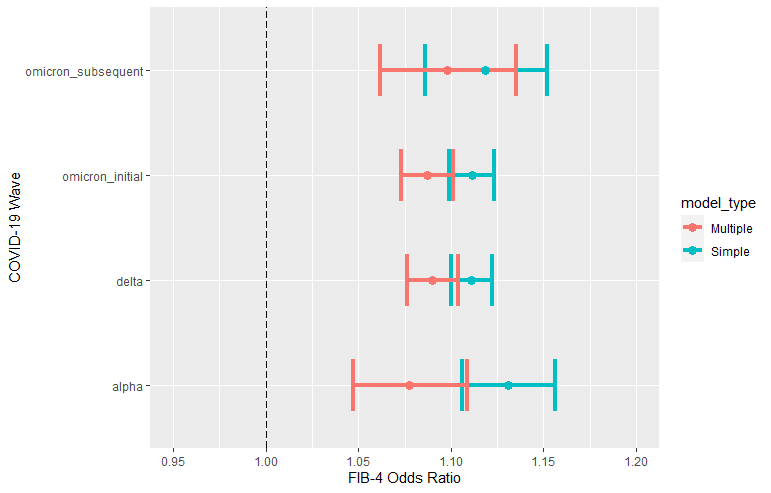 omicron_subsequent
omicron_initial
delta
alpha
COVID-19 Wave
0.95 1.00 1.05 1.10 1.15 1.20
FIB-4 Odds Ratio
model_type
Multiple
Simple